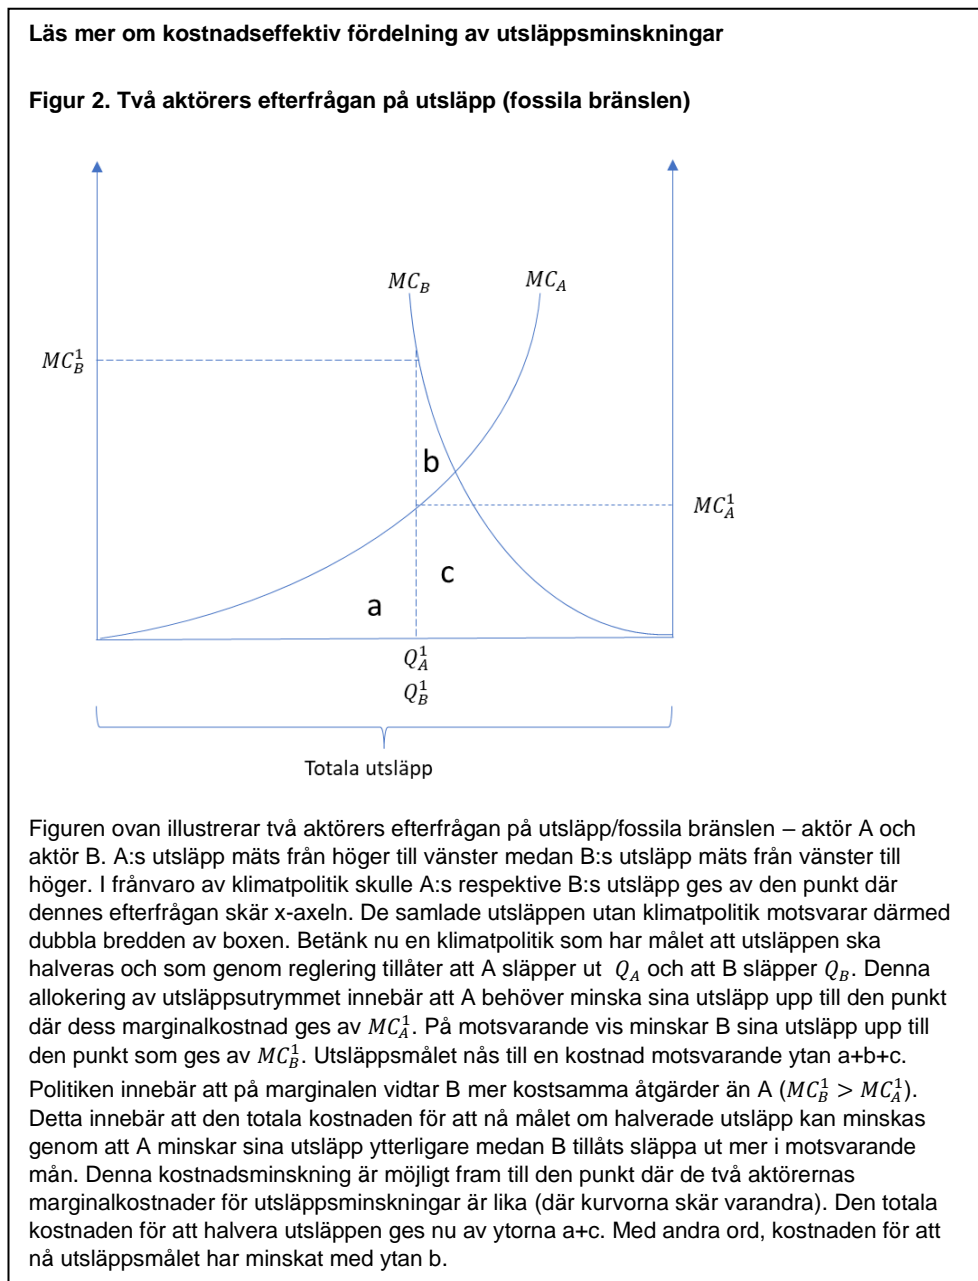 Läs mer om kostnadseffektiv fördelning av utsläppsminskningar
Figur 2. Två aktörers efterfrågan på utsläpp (fossila bränslen)
MC_B
MC_A
MC_B^1
b
MC_A^1
c
a
Q_A^1
Q_B^1
Totala utsläpp
Figuren ovan illustrerar två aktörers efterfrågan på utsläpp/fossila bränslen – aktör A och
aktör B. A:s utsläpp mäts från höger till vänster medan B:s utsläpp mäts från vänster till
höger. I frånvaro av klimatpolitik skulle A:s respektive B:s utsläpp ges av den punkt där
dennes efterfrågan skär x-axeln. De samlade utsläppen utan klimatpolitik motsvarar därmed
dubbla bredden av boxen. Betänk nu en klimatpolitik som har målet att utsläppen ska
halveras och som genom reglering tillåter att A släpper ut Q_A och att B släpper Q_B. Denna
allokering av utsläppsutrymmet innebär att A behöver minska sina utsläpp upp till den punkt
där dess marginalkostnad ges av MC_A^1. På motsvarande vis minskar B sina utsläpp upp till
den punkt som ges av MC_B^1. Utsläppsmålet nås till en kostnad motsvarande ytan a+b+c.
Politiken innebär att på marginalen vidtar B mer kostsamma åtgärder än A (MC_B^1 > MC_A^1).
Detta innebär att den totala kostnaden för att nå målet om halverade utsläpp kan minskas
genom att A minskar sina utsläpp ytterligare medan B tillåts släppa ut mer i motsvarande
mån. Denna kostnadsminskning är möjligt fram till den punkt där de två aktörernas
marginalkostnader för utsläppsminskningar är lika (där kurvorna skär varandra). Den totala
kostnaden för att halvera utsläppen ges nu av ytorna a+c. Med andra ord, kostnaden för att
nå utsläppsmålet har minskat med ytan b.